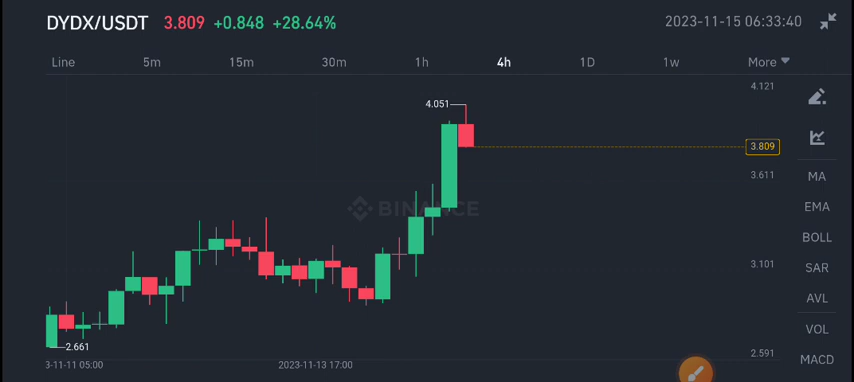 DYDX/USDT 3.809 +0.848 +28.64% 2023-11-15 06:33:40
Line 5m 15m 30m 1h 4h 1D 1w More
4.121
4.051
3.809
3.611
MA
BINANCE
EMA
BOLL
3.101
SAR
AVL
VOL
2.661
2.591
MACD
3-11-11 05:00 2023-11-13 17:00